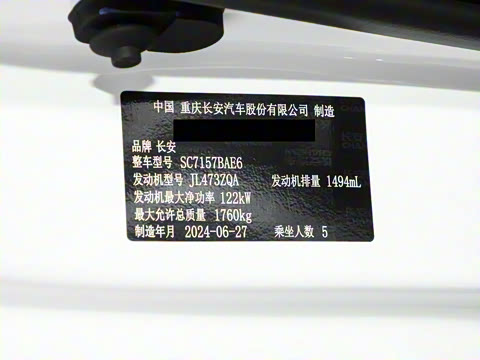 中国 重庆长安汽车股份有限公司 制造
品牌 长安
整车型号 SC7157BAE6
发动机型号 JL473ZQA 发动机排量 1494mL
发动机最大净功率 122kW
最大允许总质量 1760kg
制造年月 2024-06-27 乘坐人数 5